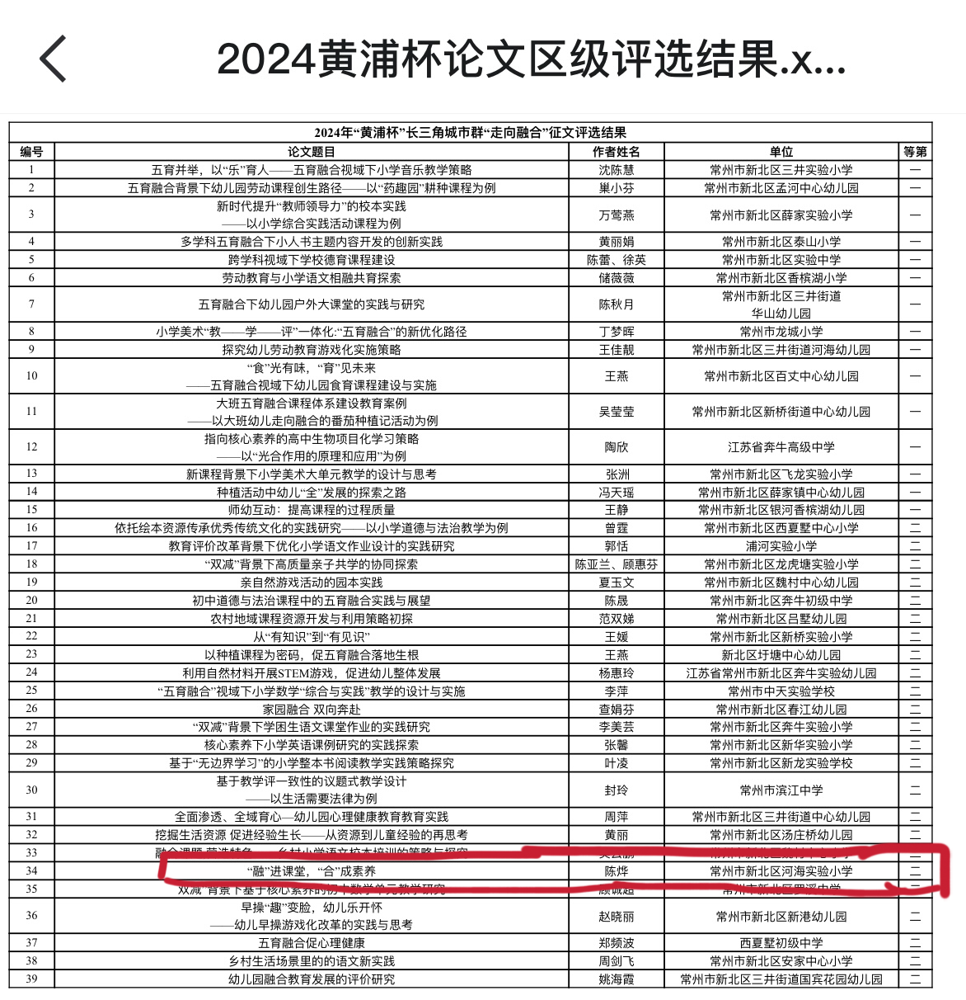 2024黄浦杯论文区级评选结果.x...
2024年“黄浦杯”长三角城市群“走向融合”征文评选结果
编号 论文题目 作者姓名 单位 等第
1 五育并举，以“乐”育人——五育融合视域下小学音乐教学策略 沈陈慧 常州市新北区三井实验小学 一
2 五育融合背景下幼儿园劳动课程创生路径——以“药趣园”耕种课程为例 巢小芬 常州市新北区孟河中心幼儿园 一
3 新时代提升“教师领导力”的校本实践 万莺燕 常州市新北区薛家实验小学 一
——以小学综合实践活动课程为例
4 多学科五育融合下小人书主题内容开发的创新实践 黄丽娟 常州市新北区泰山小学 一
5 跨学科视域下学校德育课程建设 陈蕾、徐英 常州市新北区实验中学 一
6 劳动教育与小学语文相融共育探索 储薇薇 常州市新北区香槟湖小学 一
7 五育融合下幼儿园户外大课堂的实践与研究 陈秋月 常州市新北区三井街道 一
华山幼儿园
8 小学美术“教——学——评”一体化:“五育融合”的新优化路径 丁梦晖 常州市龙城小学 一
9 探究幼儿劳动教育游戏化实施策略 王佳靓 常州市新北区三井街道河海幼儿园 一
10 “食”光有味，“育”见未来 王燕 常州市新北区百丈中心幼儿园 一
——五育融合视域下幼儿园食育课程建设与实施
11 大班五育融合课程体系建设教育案例 吴莹莹 常州市新北区新桥街道中心幼儿园 一
——以大班幼儿走向融合的番茄种植记活动为例
12 指向核心素养的高中生物项目化学习策略 陶欣 江苏省奔牛高级中学 一
——以“光合作用的原理和应用”为例
13 新课程背景下小学美术大单元教学的设计与思考 张洲 常州市新北区飞龙实验小学 一
14 种植活动中幼儿“全”发展的探索之路 冯天瑶 常州市新北区薛家镇中心幼儿园 一
15 师幼互动：提高课程的过程质量 王静 常州市新北区银河香槟湖幼儿园 一
16 依托绘本资源传承优秀传统文化的实践研究——以小学道德与法治教学为例 曾霆 常州市新北区西夏墅中心小学 二
17 教育评价改革背景下优化小学语文作业设计的实践研究 郭恬 浦河实验小学 二
18 “双减”背景下高质量亲子共学的协同探索 陈亚兰、顾惠芬 常州市新北区龙虎塘实验小学 二
19 亲自然游戏活动的园本实践 夏玉文 常州市新北区魏村中心幼儿园 二
20 初中道德与法治课程中的五育融合实践与展望 陈晟 常州市新北区奔牛初级中学 二
21 农村地域课程资源开发与利用策略初探 范双娣 常州市新北区吕墅幼儿园 二
22 从“有知识”到“有见识” 王媛 常州市新北区新桥实验小学 二
23 以种植课程为密码，促五育融合落地生根 王燕 新北区圩塘中心幼儿园 二
24 利用自然材料开展STEM游戏，促进幼儿整体发展 杨惠玲 江苏省常州市新北区奔牛实验幼儿园 二
25 “五育融合”视域下小学数学“综合与实践”教学的设计与实施 李萍 常州市中天实验学校 二
26 家园融合 双向奔赴 查娟芬 常州市新北区春江幼儿园 二
27 “双减”背景下学困生语文课堂作业的实践研究 李美芸 常州市新北区奔牛实验小学 二
28 核心素养下小学英语课例研究的实践探索 张馨 常州市新北区新华实验小学 二
29 基于“无边界学习”的小学整本书阅读教学实践策略探究 叶凌 常州市新北区新龙实验学校 二
30 基于教学评一致性的议题式教学设计 封玲 常州市滨江中学 二
——以生活需要法律为例
31 全面渗透、全域育心—幼儿园心理健康教育教育实践 周萍 常州市新北区三井街道中心幼儿园 二
32 挖掘生活资源 促进经验生长——从资源到儿童经验的再思考 黄丽 常州市新北区汤庄桥幼儿园 二
33 乡村小学语文校本培训的策略与探究
34 “融”进课堂，“合”成素养 陈烨 常州市新北区河海实验小学 二
35 双减”背景下基于核心素养的初中数学单元教学研究 顾诚超 常州市新北区罗溪中学 二
36 早操“趣”变脸，幼儿乐开怀 赵晓丽 常州市新北区新港幼儿园 二
——幼儿早操游戏化改革的实践与思考
37 五育融合促心理健康 郑频波 西夏墅初级中学 二
38 乡村生活场景里的的语文新实践 周剑飞 常州市新北区安家中心小学 二
39 幼儿园融合教育发展的评价研究 姚海霞 常州市新北区三井街道国宾花园幼儿园 二